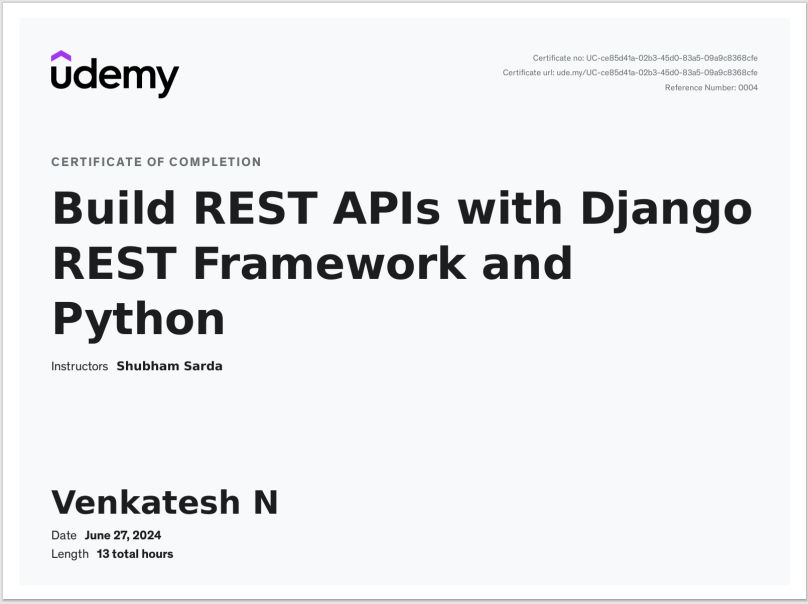 udemy
Certificate no: UC-ce85d41a-02b3-45d0-83a5-09a9c8368cfe
Certificate url: ude.my/UC-ce85d41a-02b3-45d0-83a5-09a9c8368cfe
Reference Number: 0004
CERTIFICATE OF COMPLETION
Build REST APIs with Django
REST Framework and
Python
Instructors Shubham Sarda
Venkatesh N
Date June 27, 2024
Length 13 total hours